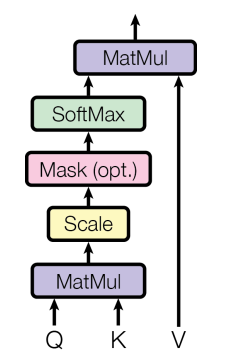 MatMul
SoftMax
Mask (opt.)
Scale
MatMul
Q K V